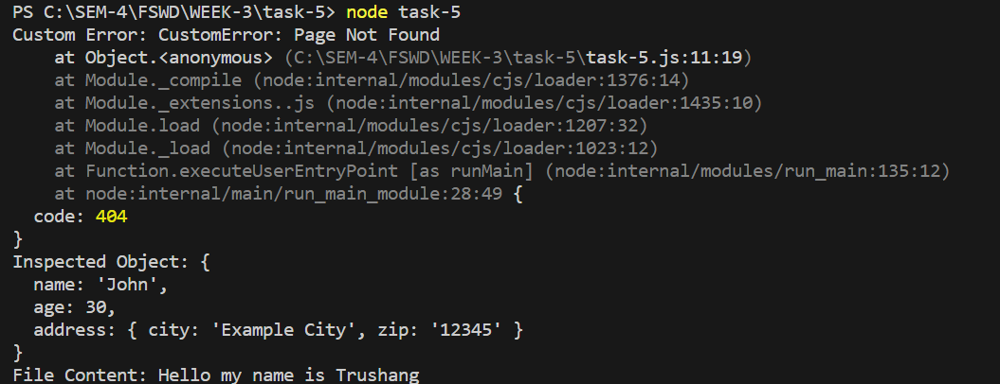 PS C:\SEM-4\FSWD\WEEK-3\task-5> node task-5
Custom Error: CustomError: Page Not Found
    at Object.<anonymous> (C:\SEM-4\FSWD\WEEK-3\task-5\task-5.js:11:19)
    at Module._compile (node:internal/modules/cjs/loader:1376:14)
    at Module._extensions..js (node:internal/modules/cjs/loader:1435:10)
    at Module.load (node:internal/modules/cjs/loader:1207:32)
    at Module._load (node:internal/modules/cjs/loader:1023:12)
    at Function.executeUserEntryPoint [as runMain] (node:internal/modules/run_main:135:12)
    at node:internal/main/run_main_module:28:49 {
  code: 404
}
Inspected Object: {
  name: 'John',
  age: 30,
  address: { city: 'Example City', zip: '12345' }
}
File Content: Hello my name is Trushang